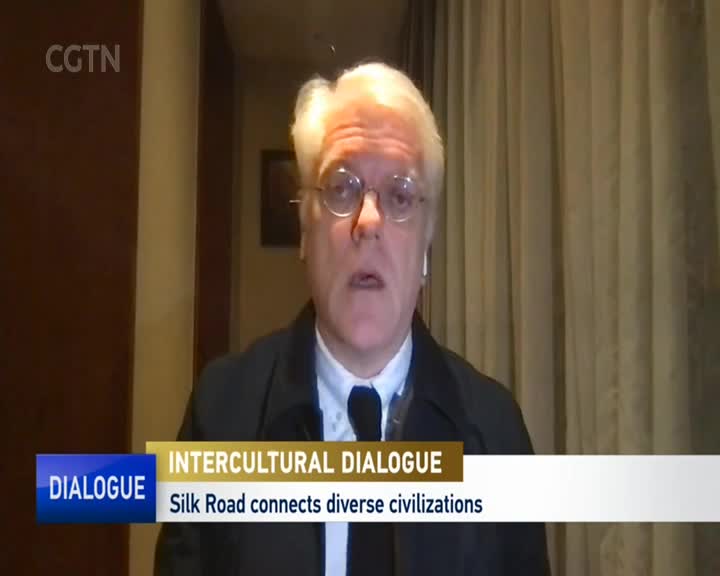 CGTN
INTERCULTURAL DIALOGUE
DIALOGUE
Silk Road connects diverse civilizations